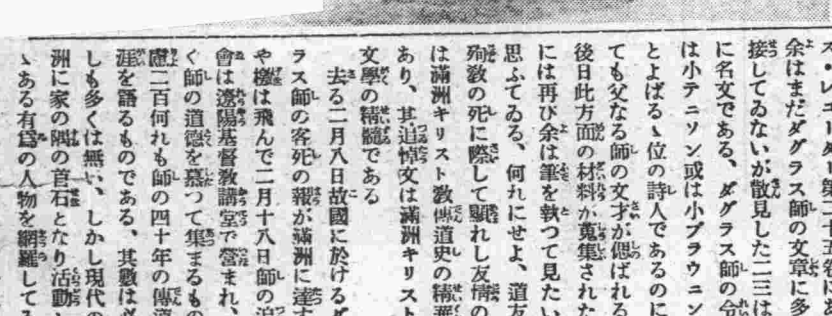 ス・レコードが第二十五巻に
余はまだダグラス師の文章に多
接してゐないが散見した二三は
に名文である、ダグラス師の令
は小テニソン或は小ブラウニン
とよばるゝ位の詩人であるのに
ても父なる師の文才が偲ばれる
後日此方面の材料が蒐集された
には再び余は筆を執つて見たい
思ふてゐる、何れにせよ、道友
殉教の死に際して顕れし友情の
は滿洲キリスト教傳道史の精華
あり、其追悼文は滿洲キリスト
文學の精髓である
去る二月八日故國に於けるダ
ラス師の客死の報が滿洲に達す
や檄は飛んで二月十八日師の追
會は遼陽基督教講堂で營まれ、
く師の道德を慕つて集まるもの
慮二百何れも師の四十年の傳道
涯を語るものである、其數は必
しも多くは無い、しかし現代の
洲に家の隅の首石となり活動し
ゝある有爲の人物を網羅してゐ